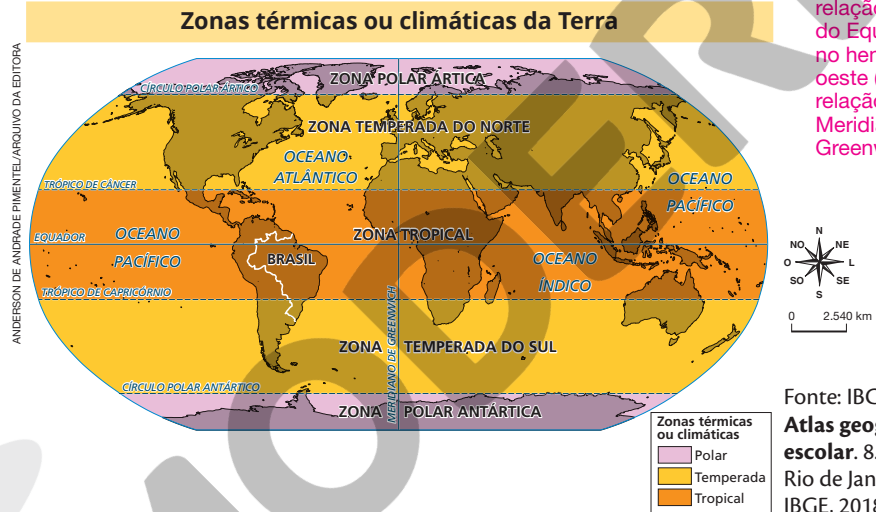 Zonas térmicas ou climáticas da Terra
ANDERSON DE ANDRADE PIMENTEL/ARQUIVO DA EDITORA
ZONA POLAR ÁRTICA
CÍRCULO POLAR ÁRTICO
ZONA TEMPERADA DO NORTE
OCEANO
ATLÂNTICO
OCEANO
PACÍFICO
TRÓPICO DE CÂNCER
EQUADOR
OCEANO
PACÍFICO
ZONA TROPICAL
BRASIL
OCEANO
ÍNDICO
TRÓPICO DE CAPRICÓRNIO
MERIDIANO DE GREENWICH
ZONA TEMPERADA DO SUL
CÍRCULO POLAR ANTÁRTICO
ZONA POLAR ANTÁRTICA
relação
do Equ
no hem
oeste (
relação
Meridi
Greenw
N
NO NE
O L
SO SE
S
0 2.540 km
Zonas térmicas
ou climáticas
Polar
Temperada
Tropical
Fonte: IBG
Atlas geog
escolar. 8.
Rio de Jan
IBGE, 2018